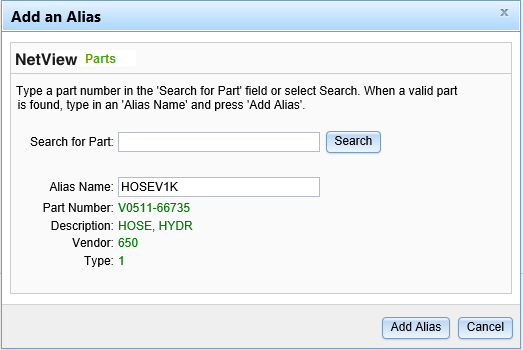 Add an Alias
x
NetView Parts
Type a part number in the 'Search for Part' field or select Search. When a valid part
is found, type in an 'Alias Name' and press 'Add Alias'.
Search for Part: Search
Alias Name: HOSEV1K
Part Number: V0511-66735
Description: HOSE, HYDR
Vendor: 650
Type: 1
Add Alias Cancel